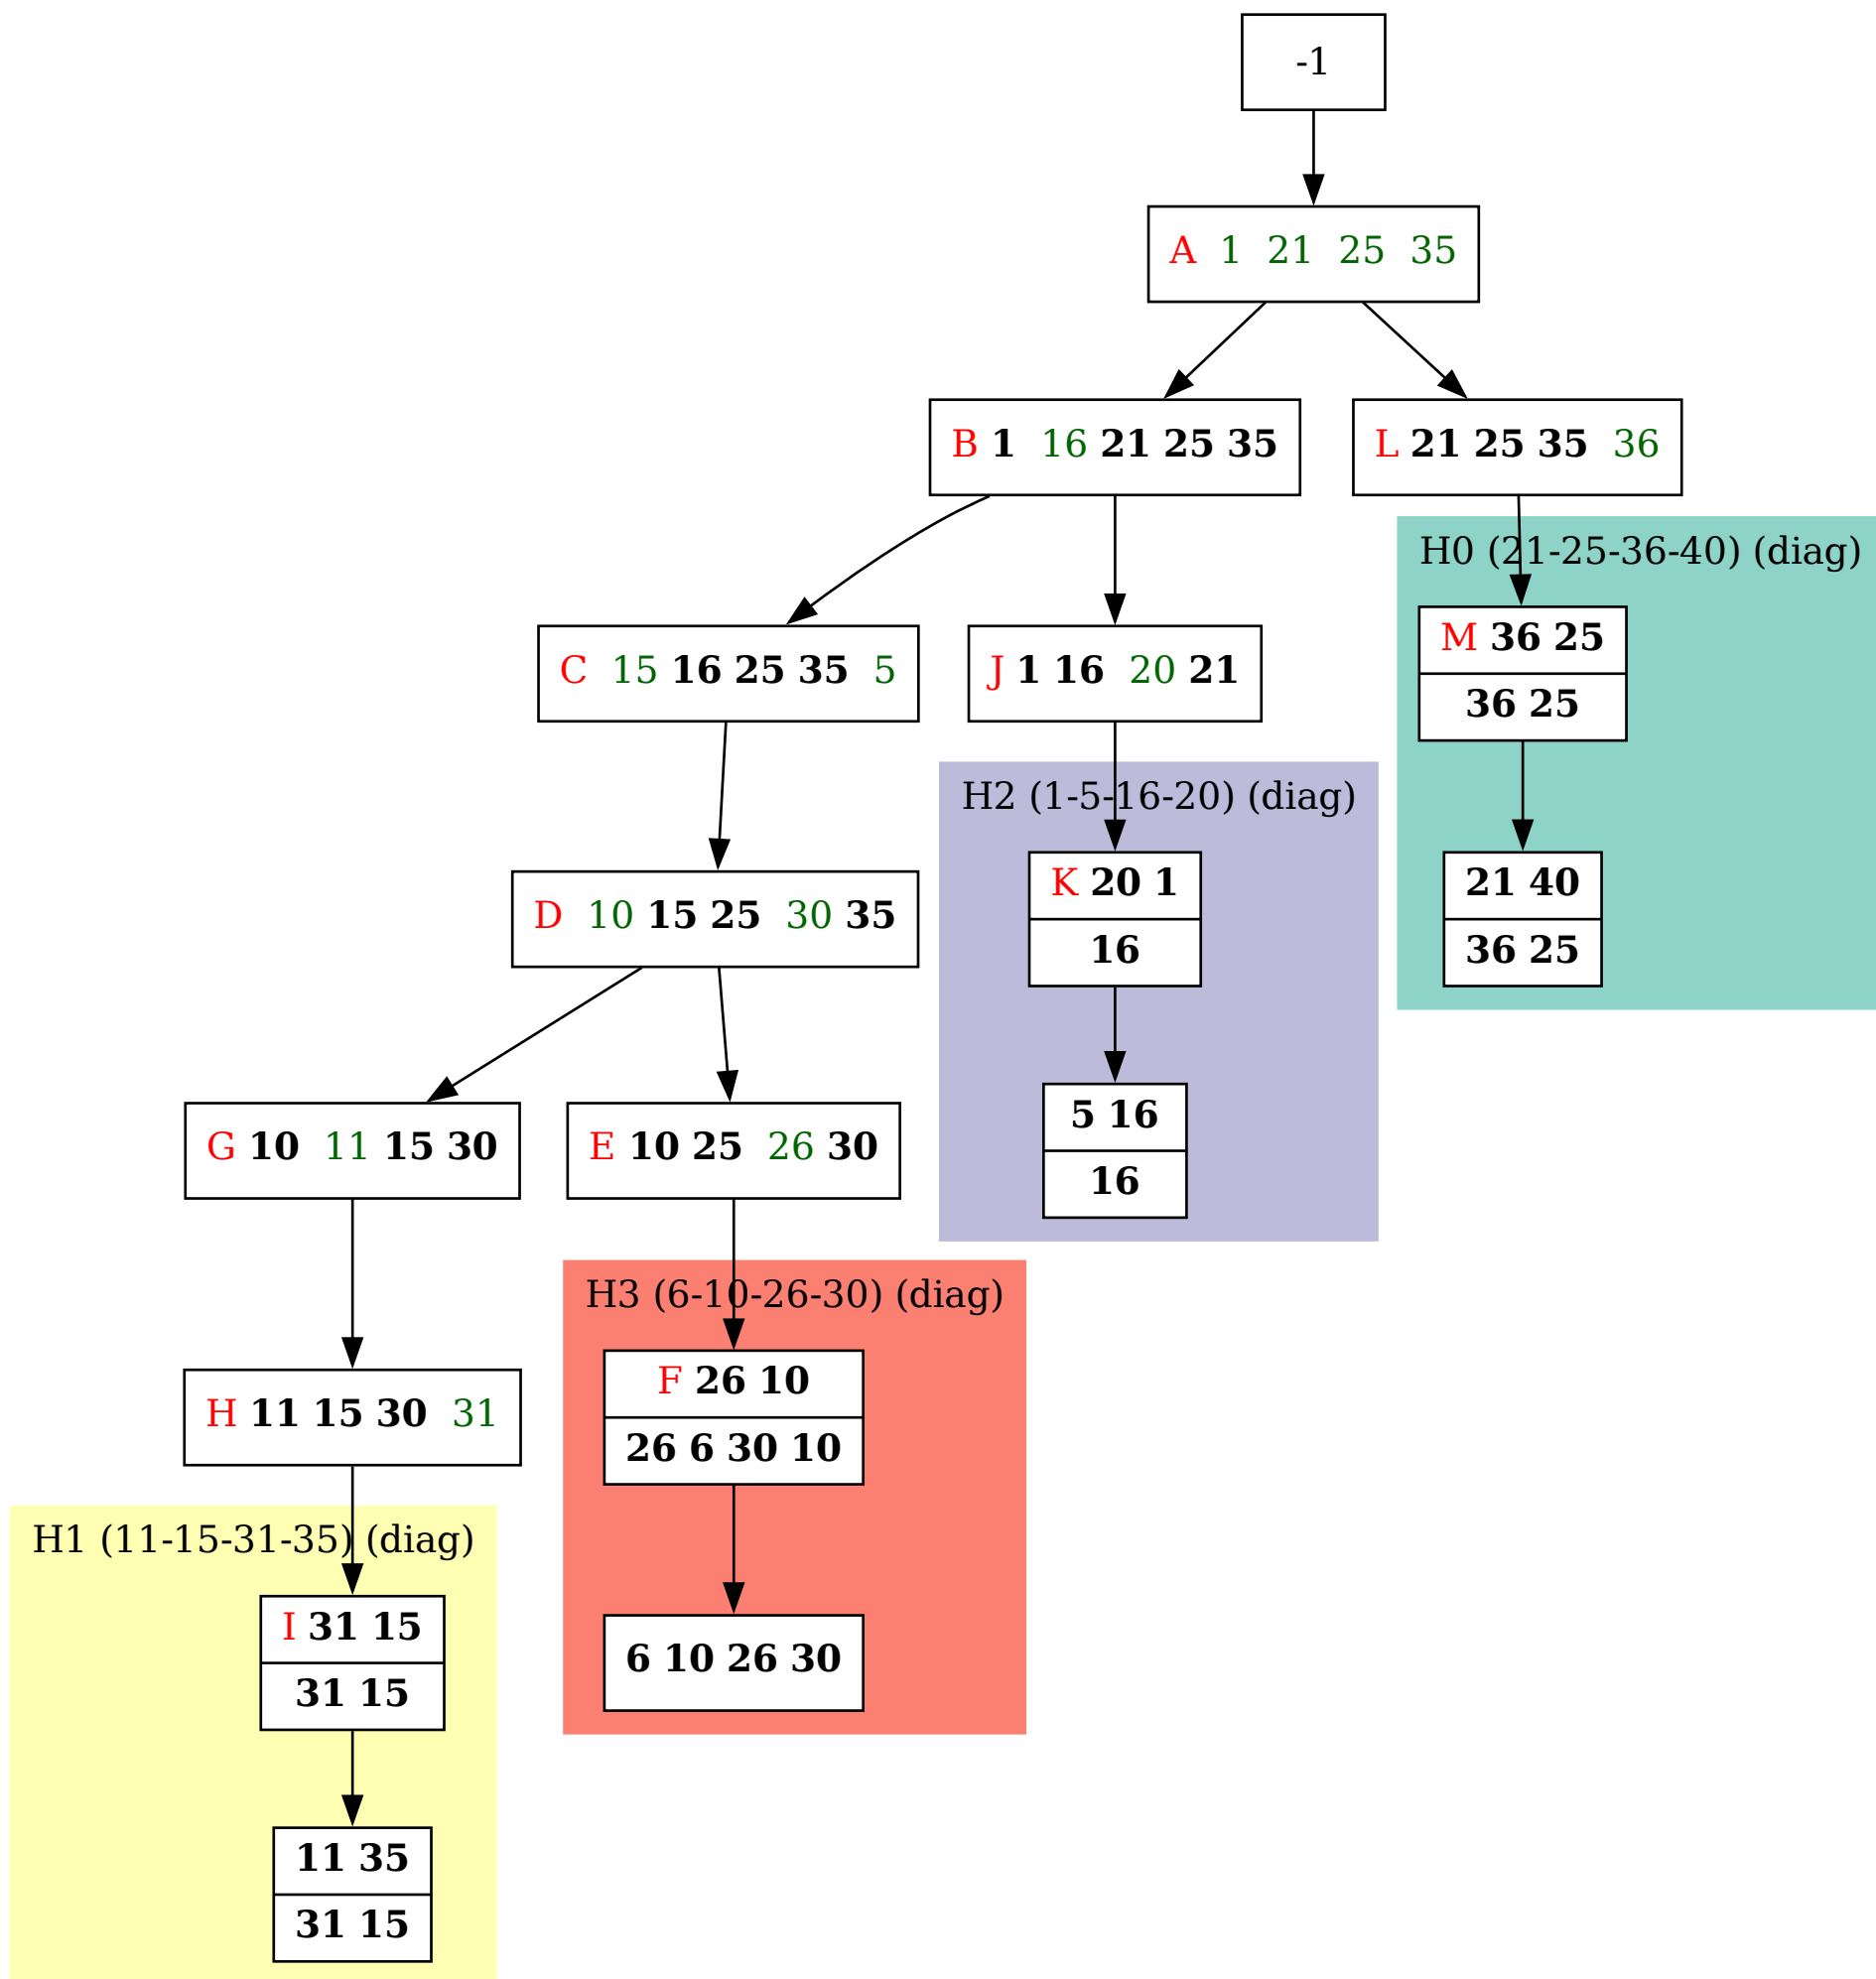 -1
A 1 21 25 35
B 1 16 21 25 35
L 21 25 35 36
H0 (21-25-36-40) (diag)
M 36 25
36 25
21 40
36 25
C 15 16 25 35 5
J 1 16 20 21
H2 (1-5-16-20) (diag)
K 20 1
16
5 16
16
D 10 15 25 30 35
G 10 11 15 30
E 10 25 26 30
H3 (6-10-26-30) (diag)
F 26 10
26 6 30 10
6 10 26 30
H 11 15 30 31
H1 (11-15-31-35) (diag)
I 31 15
31 15
11 35
31 15